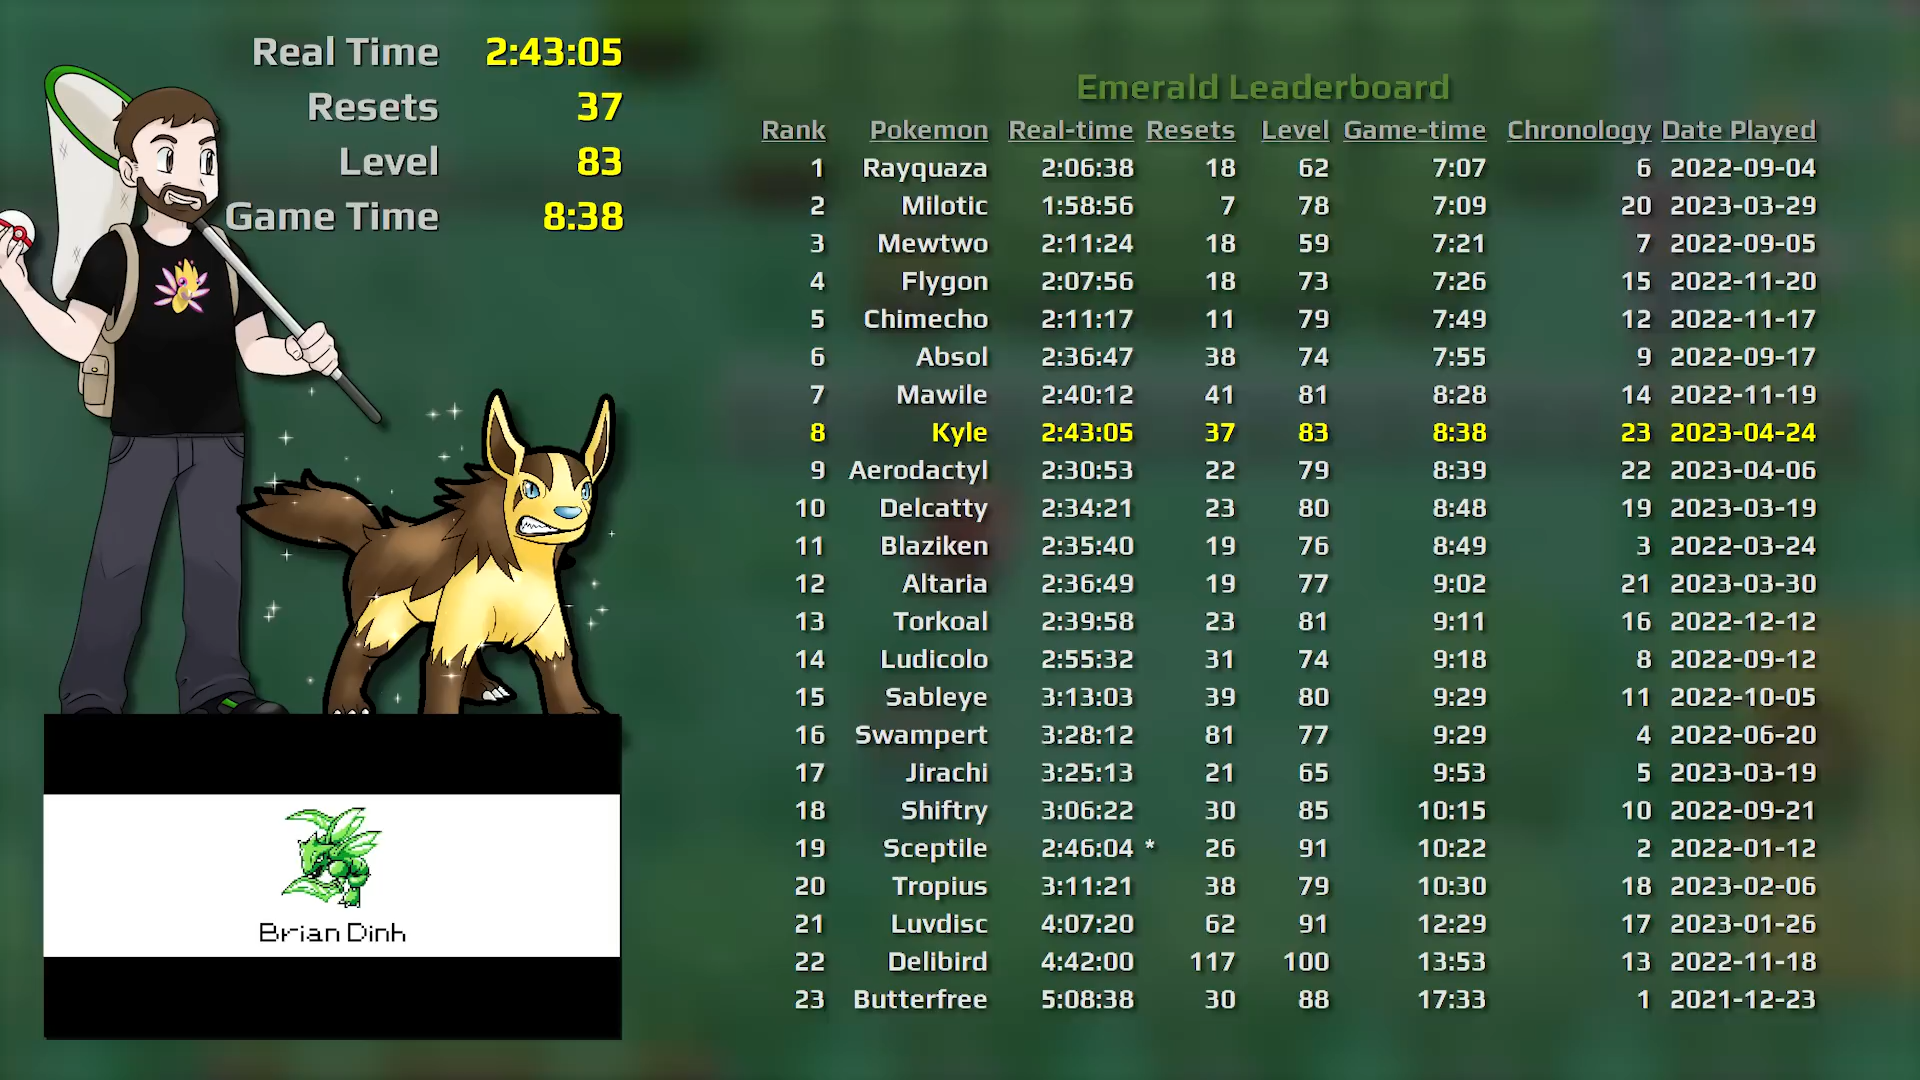 Real Time 2:43:05
Resets 37
Level 83
Game Time 8:38
Brian Dinh
Emerald Leaderboard
Rank Pokemon Real-time Resets Level Game-time Chronology Date Played
1 Rayquaza 2:06:38 18 62 7:07 6 2022-09-04
2 Milotic 1:58:56 7 78 7:09 20 2023-03-29
3 Mewtwo 2:11:24 18 59 7:21 7 2022-09-05
4 Flygon 2:07:56 18 73 7:26 15 2022-11-20
5 Chimecho 2:11:17 11 79 7:49 12 2022-11-17
6 Absol 2:36:47 38 74 7:55 9 2022-09-17
7 Mawile 2:40:12 41 81 8:28 14 2022-11-19
8 Kyle 2:43:05 37 83 8:38 23 2023-04-24
9 Aerodactyl 2:30:53 22 79 8:39 22 2023-04-06
10 Delcatty 2:34:21 23 80 8:48 19 2023-03-19
11 Blaziken 2:35:40 19 76 8:49 3 2022-03-24
12 Altaria 2:36:49 19 77 9:02 21 2023-03-30
13 Torkoal 2:39:58 23 81 9:11 16 2022-12-12
14 Ludicolo 2:55:32 31 74 9:18 8 2022-09-12
15 Sableye 3:13:03 39 80 9:29 11 2022-10-05
16 Swampert 3:28:12 81 77 9:29 4 2022-06-20
17 Jirachi 3:25:13 21 65 9:53 5 2023-03-19
18 Shiftry 3:06:22 30 85 10:15 10 2022-09-21
19 Sceptile 2:46:04 * 26 91 10:22 2 2022-01-12
20 Tropius 3:11:21 38 79 10:30 18 2023-02-06
21 Luvdisc 4:07:20 62 91 12:29 17 2023-01-26
22 Delibird 4:42:00 117 100 13:53 13 2022-11-18
23 Butterfree 5:08:38 30 88 17:33 1 2021-12-23